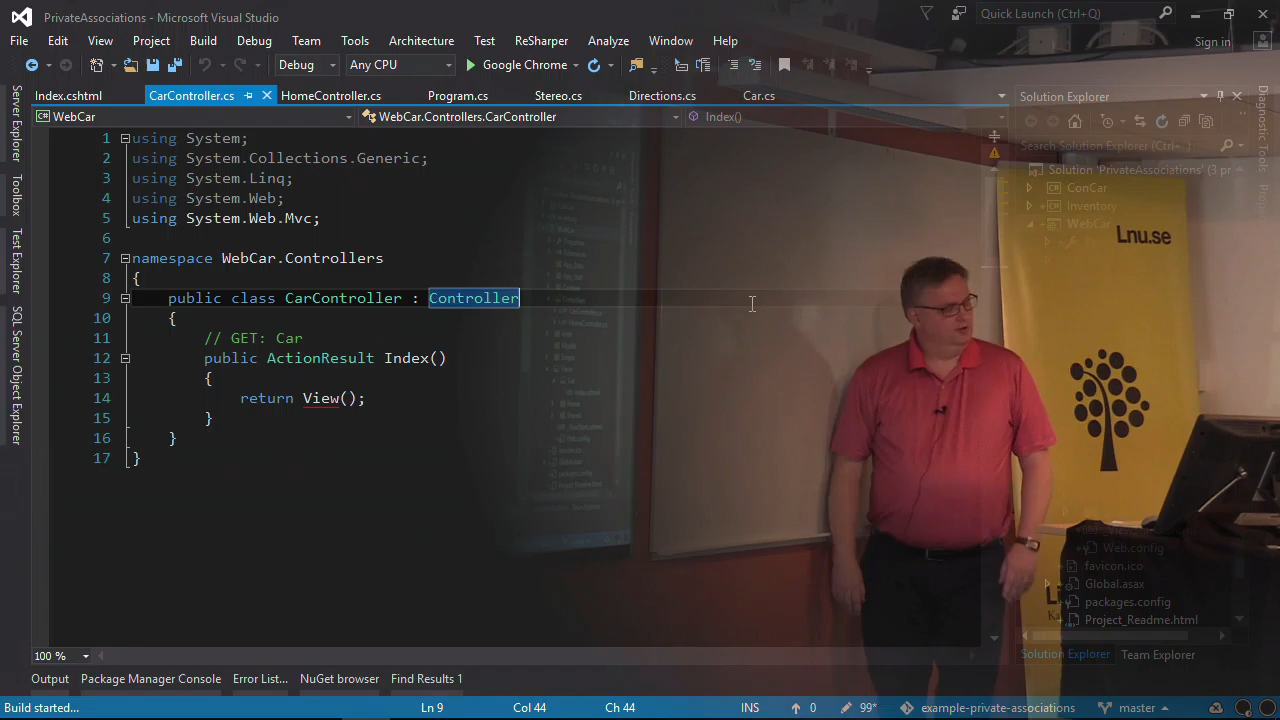 PrivateAssociations - Microsoft Visual Studio
Quick Launch (Ctrl+Q)
File Edit View Project Build Debug Team Tools Architecture Test ReSharper Analyze Window Help
Sign in
Debug Any CPU Google Chrome
Index.cshtml CarController.cs HomeController.cs Program.cs Stereo.cs Directions.cs Car.cs
WebCar WebCar.Controllers.CarController Index()
Server Explorer
Toolbox
Test Explorer
SQL Server Object Explorer
1 using System;
2 using System.Collections.Generic;
3 using System.Linq;
4 using System.Web;
5 using System.Web.Mvc;
6
7 namespace WebCar.Controllers
8 {
9 public class CarController : Controller
10 {
11 // GET: Car
12 public ActionResult Index()
13 {
14 return View();
15 }
16 }
17 }
Solution Explorer
Search Solution Explorer (Ctrl+
Solution 'PrivateAssociations' (3 pr
ConCar
Inventory
WebCar
Lnu.se
Web.config
favicon.ico
Global.asax
packages.config
Project_Readme.html
Solution Explorer Team Explorer
Diagnostic Tools
100 %
Output Package Manager Console Error List... NuGet browser Find Results 1
Build started... Ln 9 Col 44 Ch 44 INS 0 99* example-private-associations master